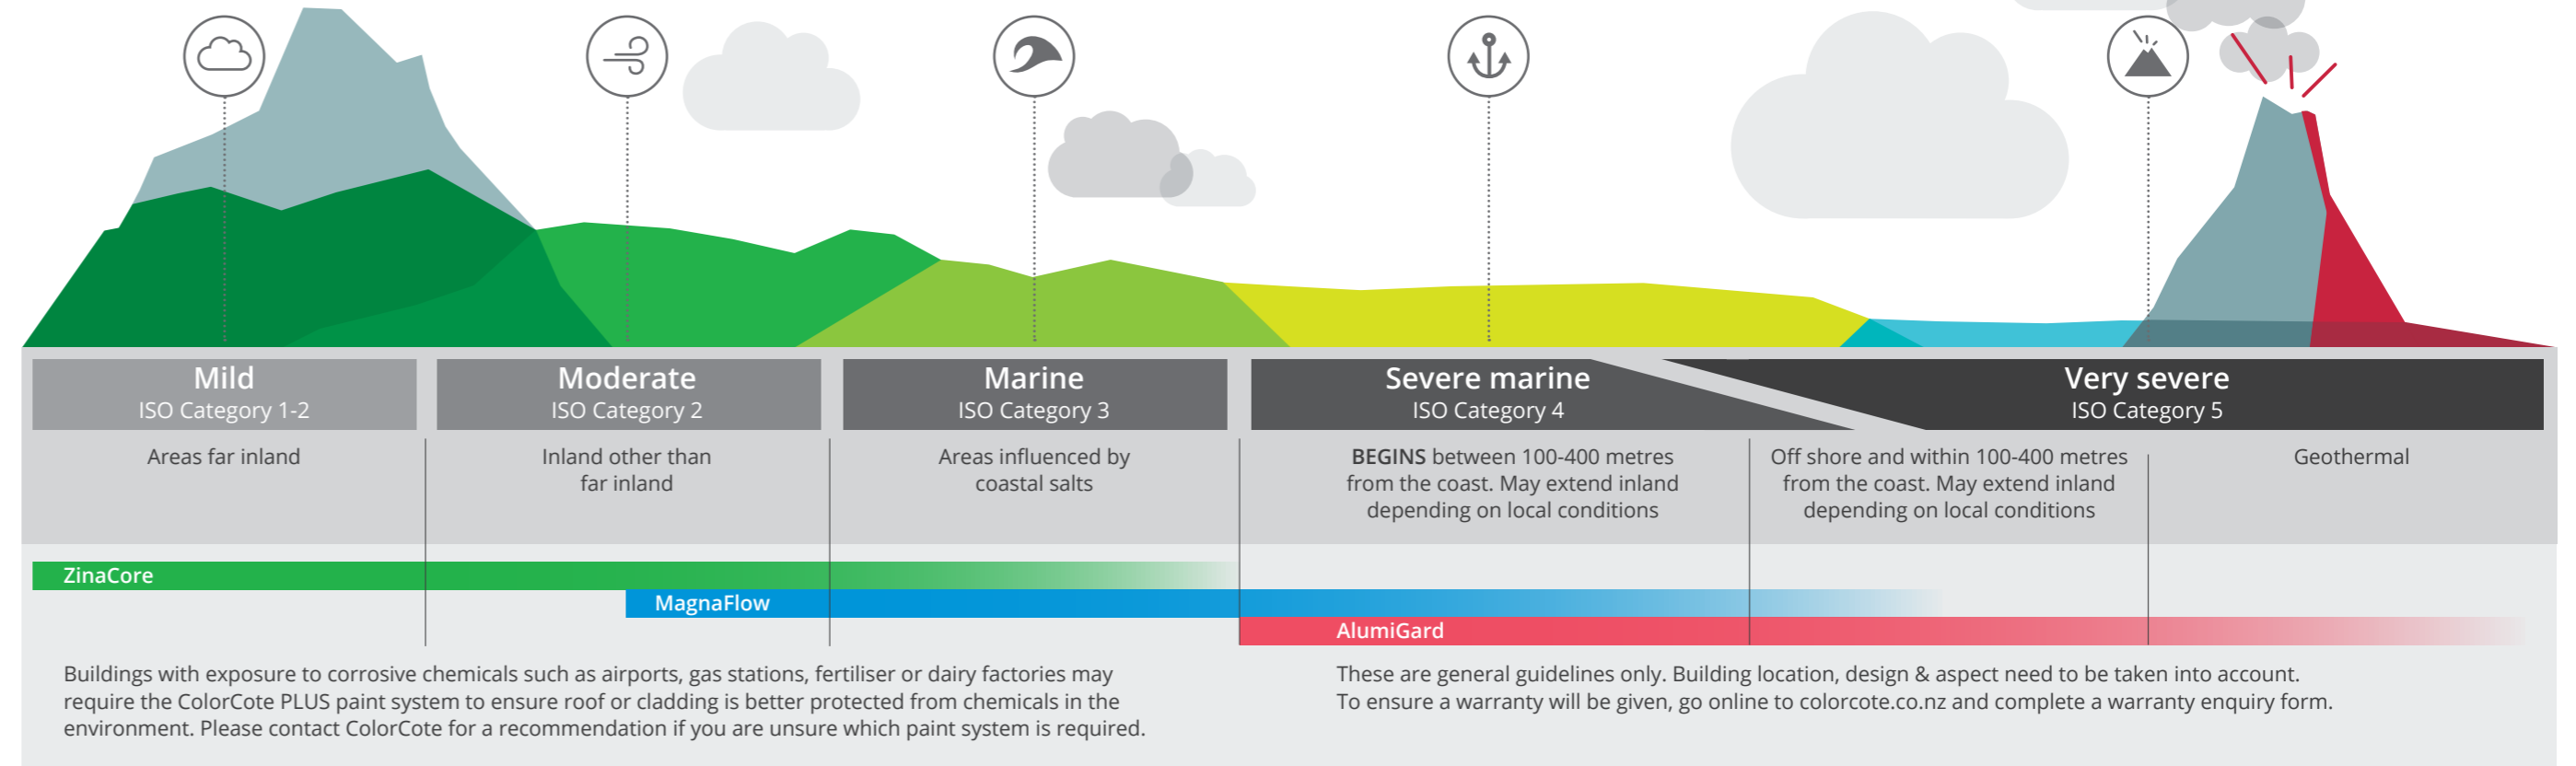 Mild
ISO Category 1-2
Moderate
ISO Category 2
Marine
ISO Category 3
Severe marine
ISO Category 4
Very severe
ISO Category 5
Areas far inland
Inland other than
far inland
Areas influenced by
coastal salts
BEGINS between 100-400 metres
from the coast. May extend inland
depending on local conditions
Off shore and within 100-400 metres
from the coast. May extend inland
depending on local conditions
Geothermal
ZinaCore
MagnaFlow
AlumiGard
Buildings with exposure to corrosive chemicals such as airports, gas stations, fertiliser or dairy factories may
require the ColorCote PLUS paint system to ensure roof or cladding is better protected from chemicals in the
environment. Please contact ColorCote for a recommendation if you are unsure which paint system is required.
These are general guidelines only. Building location, design & aspect need to be taken into account.
To ensure a warranty will be given, go online to colorcote.co.nz and complete a warranty enquiry form.